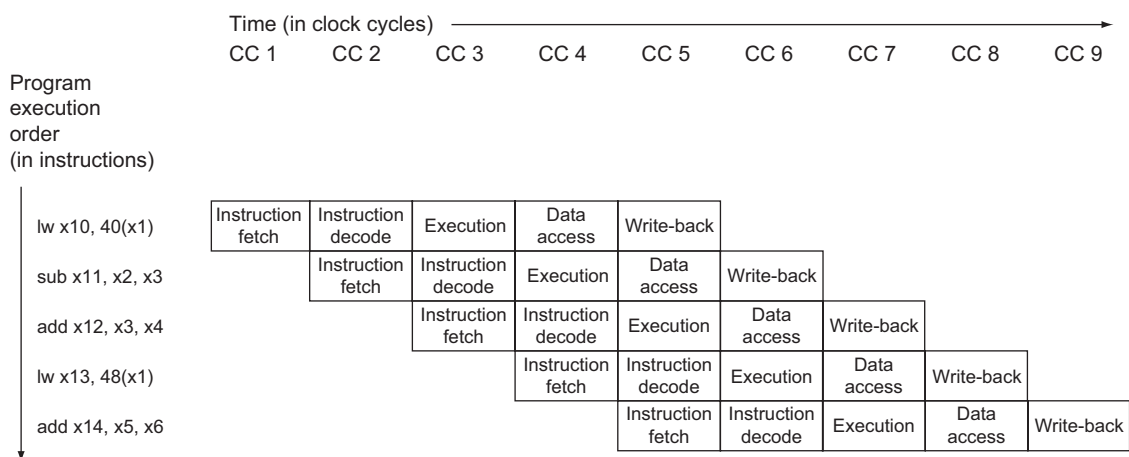 Time (in clock cycles)
CC 1 CC 2 CC 3 CC 4 CC 5 CC 6 CC 7 CC 8 CC 9
Program
execution
order
(in instructions)
lw x10, 40(x1)
Instruction
fetch
Instruction
decode
Execution
Data
access
Write-back
sub x11, x2, x3
Instruction
fetch
Instruction
decode
Execution
Data
access
Write-back
add x12, x3, x4
Instruction
fetch
Instruction
decode
Execution
Data
access
Write-back
lw x13, 48(x1)
Instruction
fetch
Instruction
decode
Execution
Data
access
Write-back
add x14, x5, x6
Instruction
fetch
Instruction
decode
Execution
Data
access
Write-back